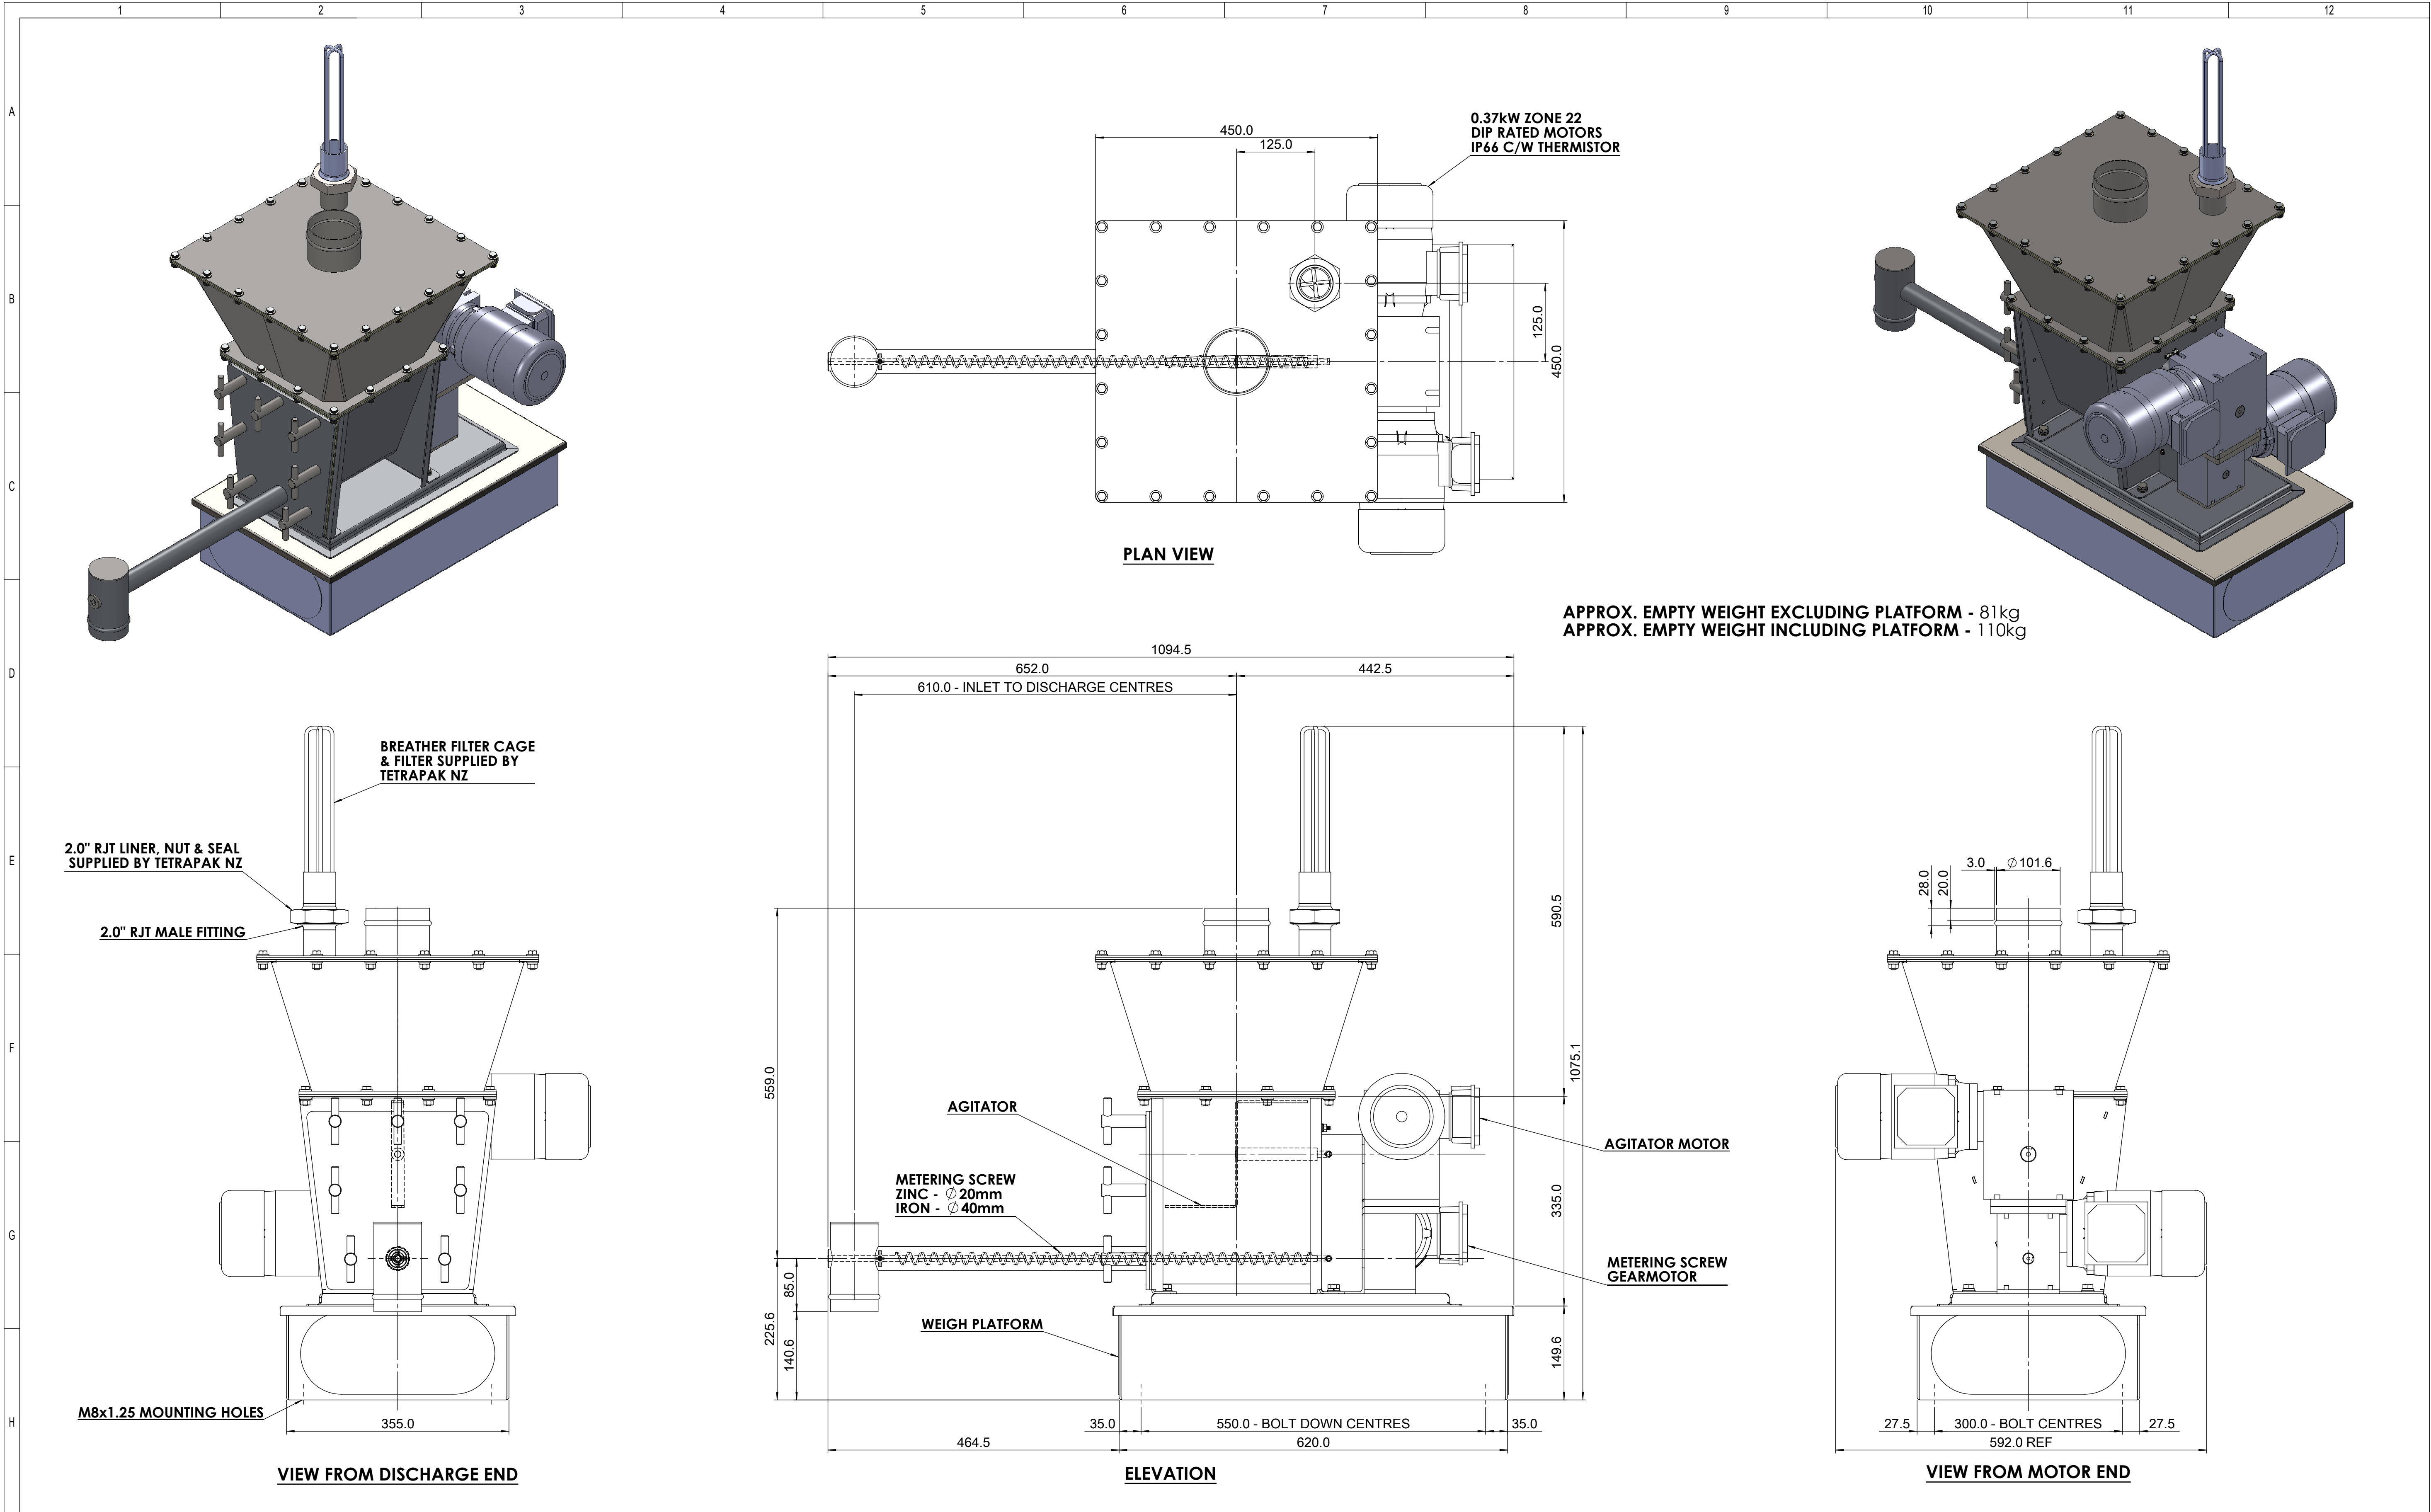 1 2 3 4 5 6 7 8 9 10 11 12
A
B
C
D
E
F
G
H
450.0
125.0
0.37kW ZONE 22
DIP RATED MOTORS
IP66 C/W THERMISTOR
125.0
450.0
PLAN VIEW
APPROX. EMPTY WEIGHT EXCLUDING PLATFORM - 81kg
APPROX. EMPTY WEIGHT INCLUDING PLATFORM - 110kg
BREATHER FILTER CAGE
& FILTER SUPPLIED BY
TETRAPAK NZ
2.0" RJT LINER, NUT & SEAL
SUPPLIED BY TETRAPAK NZ
2.0" RJT MALE FITTING
M8x1.25 MOUNTING HOLES
355.0
VIEW FROM DISCHARGE END
1094.5
652.0
442.5
610.0 - INLET TO DISCHARGE CENTRES
559.0
590.5
1075.1
335.0
149.6
AGITATOR
METERING SCREW
ZINC - ∅20mm
IRON - ∅40mm
AGITATOR MOTOR
METERING SCREW
GEARMOTOR
WEIGH PLATFORM
85.0
225.6
140.6
35.0
550.0 - BOLT DOWN CENTRES
35.0
464.5
620.0
ELEVATION
3.0
∅101.6
28.0
20.0
27.5
300.0 - BOLT CENTRES
27.5
592.0 REF
VIEW FROM MOTOR END